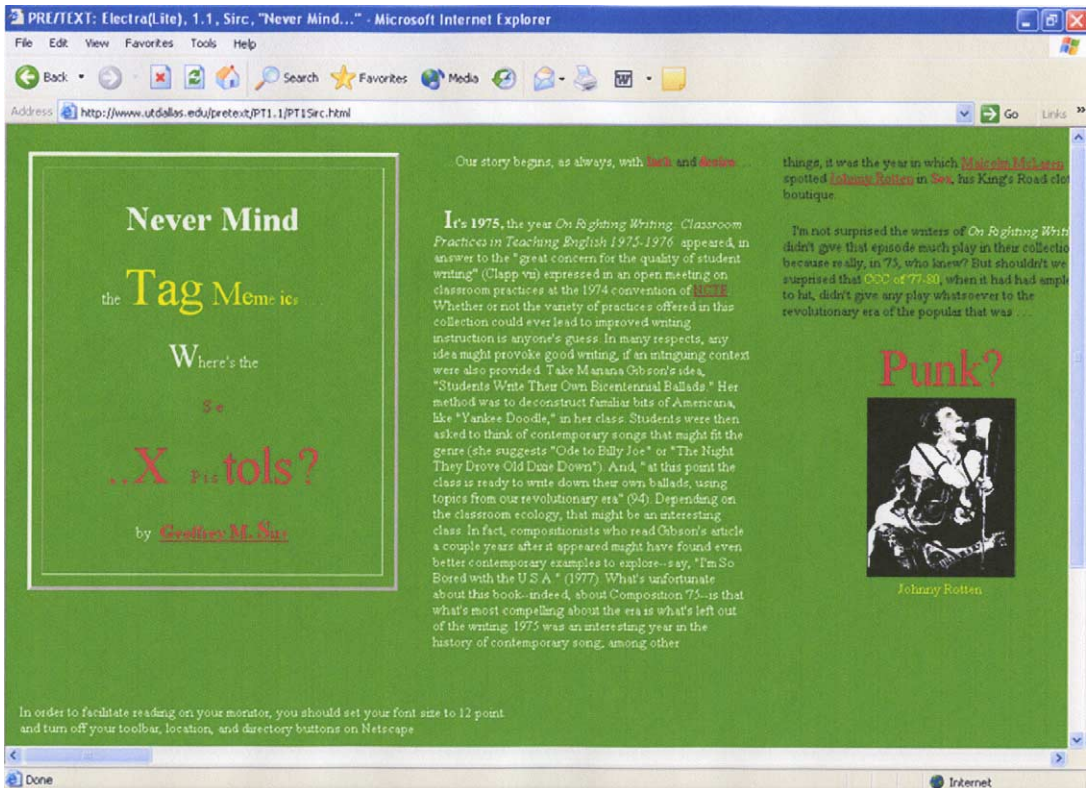 PRE/TEXT: Electra(Lite), 1.1, Sirc, "Never Mind..." - Microsoft Internet Explorer
File Edit View Favorites Tools Help
Back Search Favorites Media
Address http://www.utdallas.edu/pretext/PT1.1/PT1Sirc.html Go Links
Never Mind
the Tag Meme ics . . .
Where's the
S e
..X Pistols?
by Geoffrey M. Sirc
Our story begins, as always, with and
It's 1975, the year On Righting Writing: Classroom
Practices in Teaching English 1975-1976 appeared, in
answer to the "great concern for the quality of student
writing" (Clapp vii) expressed in an open meeting on
classroom practices at the 1974 convention of NCTE.
Whether or not the variety of practices offered in this
collection could ever lead to improved writing
instruction is anyone's guess. In many respects, any
idea might provoke good writing, if an intriguing context
were also provided. Take Manana Gibson's idea,
"Students Write Their Own Bicentennial Ballads." Her
method was to deconstruct familiar bits of Americana,
like "Yankee Doodle," in her class. Students were then
asked to think of contemporary songs that might fit the
genre (she suggests "Ode to Billy Joe" or "The Night
They Drove Old Dixie Down"). And, "at this point the
class is ready to write down their own ballads, using
topics from our revolutionary era" (94). Depending on
the classroom ecology, that might be an interesting
class. In fact, compositionists who read Gibson's article
a couple years after it appeared might have found even
better contemporary examples to explore--say, "I'm So
Bored with the U.S.A." (1977). What's unfortunate
about this book--indeed, about Composition '75--is that
what's most compelling about the era is what's left out
of the writing. 1975 was an interesting year in the
history of contemporary song, among other
things, it was the year in which Malcolm McLaren
spotted Johnny Rotten in Sex, his King's Road clot
boutique.
I'm not surprised the writers of On Righting Writi
didn't give that episode much play in their collectio
because really, in '75, who knew? But shouldn't we
surprised that CCC of '77-80, when it had had ample
to hit, didn't give any play whatsoever to the
revolutionary era of the popular that was . . .
Punk?
Johnny Rotten
In order to facilitate reading on your monitor, you should set your font size to 12 point
and turn off your toolbar, location, and directory buttons on Netscape
Done Internet